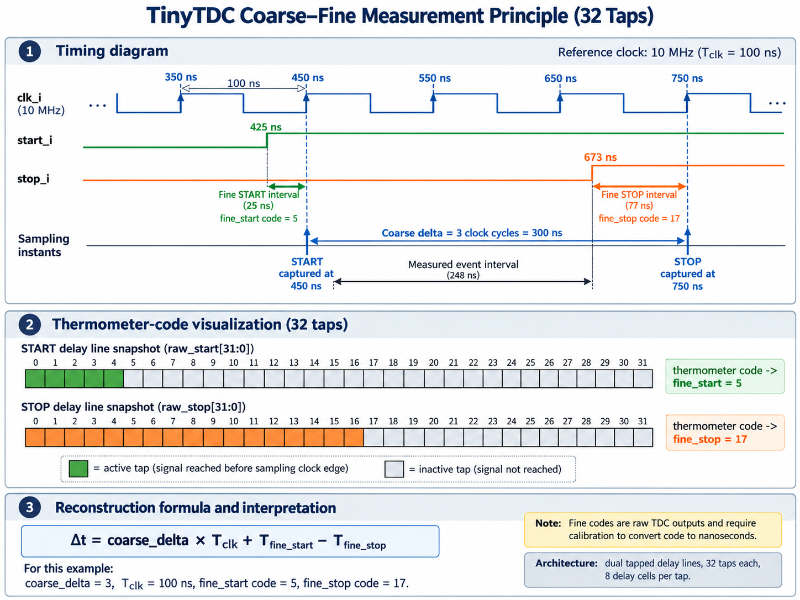 TinyTDC Coarse–Fine Measurement Principle (32 Taps)
1 Timing diagram
Reference clock: 10 MHz (Tclk = 100 ns)
350 ns 450 ns 550 ns 650 ns 750 ns
100 ns
clk_i
(10 MHz)
... ...
425 ns
start_i
673 ns
stop_i
Fine START interval
(25 ns)
fine_start code = 5
Fine STOP interval
(77 ns)
fine_stop code = 17
Coarse delta = 3 clock cycles = 300 ns
Sampling
instants
START
captured at
450 ns
Measured event interval
(248 ns)
STOP
captured at
750 ns
2 Thermometer-code visualization (32 taps)
START delay line snapshot (raw_start[31:0])
0 1 2 3 4 5 6 7 8 9 10 11 12 13 14 15 16 17 18 19 20 21 22 23 24 25 26 27 28 29 30 31
thermometer code ->
fine_start = 5
STOP delay line snapshot (raw_stop[31:0])
0 1 2 3 4 5 6 7 8 9 10 11 12 13 14 15 16 17 18 19 20 21 22 23 24 25 26 27 28 29 30 31
thermometer code ->
fine_stop = 17
= active tap (signal reached before sampling clock edge)
= inactive tap (signal not reached)
3 Reconstruction formula and interpretation
Δt = coarse_delta × Tclk + Tfine_start − Tfine_stop
For this example:
coarse_delta = 3, Tclk = 100 ns, fine_start code = 5, fine_stop code = 17.
Note: Fine codes are raw TDC outputs and require
calibration to convert code to nanoseconds.
Architecture: dual tapped delay lines, 32 taps each,
8 delay cells per tap.